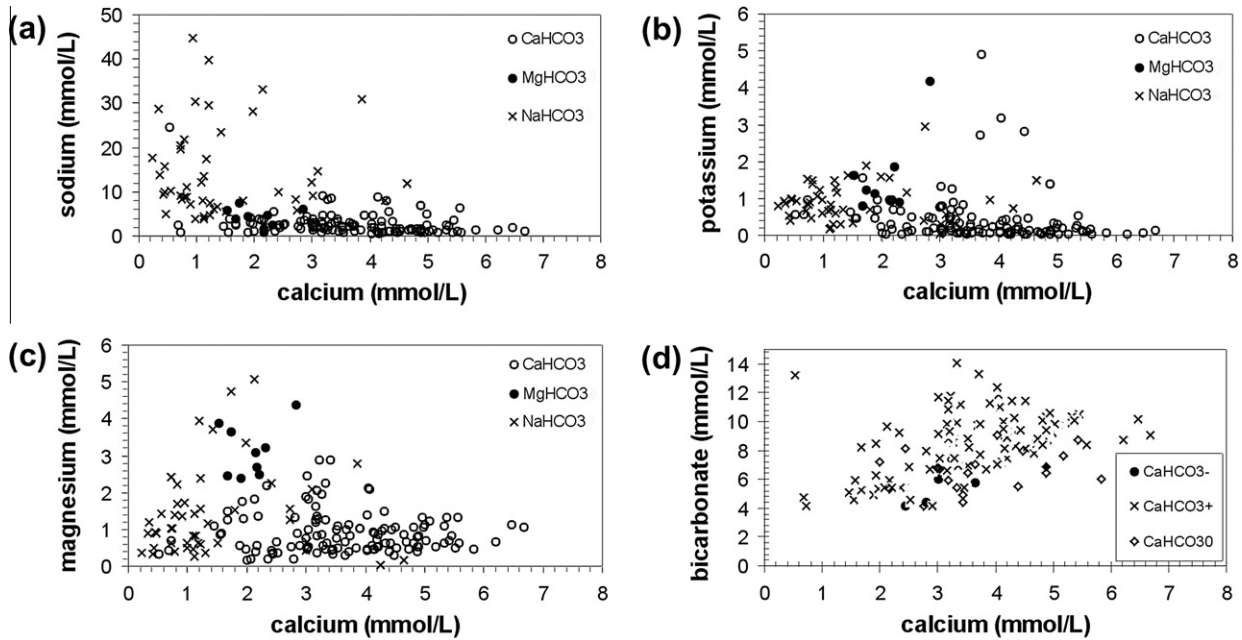 (a)
50
40
30
20
10
0
sodium (mmol/L)
CaHCO3
MgHCO3
NaHCO3
0 1 2 3 4 5 6 7 8
calcium (mmol/L)
(b)
6
5
4
3
2
1
0
potassium (mmol/L)
CaHCO3
MgHCO3
NaHCO3
0 1 2 3 4 5 6 7 8
calcium (mmol/L)
(c)
6
5
4
3
2
1
0
magnesium (mmol/L)
CaHCO3
MgHCO3
NaHCO3
0 1 2 3 4 5 6 7 8
calcium (mmol/L)
(d)
14
12
10
8
6
4
2
0
bicarbonate (mmol/L)
CaHCO3-
CaHCO3+
CaHCO30
0 1 2 3 4 5 6 7 8
calcium (mmol/L)